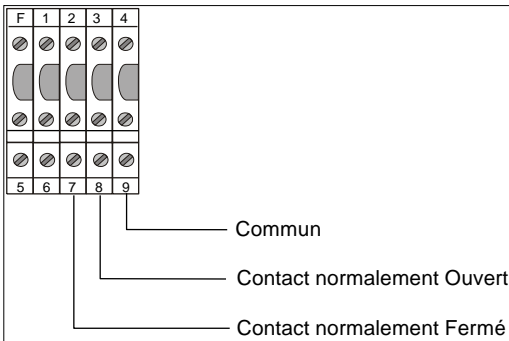 F 1 2 3 4
5 6 7 8 9
Commun
Contact normalement Ouvert
Contact normalement Fermé